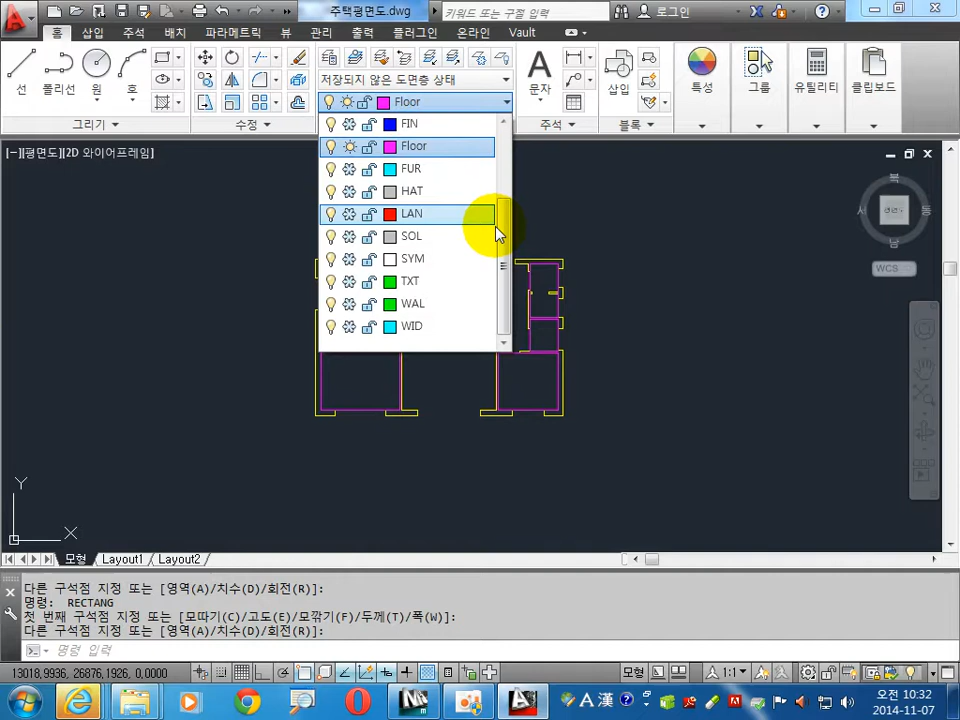 주택평면도.dwg
키워드 또는 구절 입력
로그인
홈 삽입 주석 배치 파라메트릭 뷰 관리 출력 플러그인 온라인 Vault
저장되지 않은 도면층 상태
Floor
선 폴리선 원 호
문자 삽입 특성 그룹 유틸리티 클립보드
그리기 수정 주석 블록
FIN
Floor
FUR
HAT
LAN
SOL
SYM
TXT
WAL
WID
[-][평면도][2D 와이어프레임]
북
서 동
남
WCS
Y
X
모형 Layout1 Layout2
다른 구석점 지정 또는 [영역(A)/치수(D)/회전(R)]:
명령: RECTANG
첫 번째 구석점 지정 또는 [모따기(C)/고도(E)/모깎기(F)/두께(T)/폭(W)]:
다른 구석점 지정 또는 [영역(A)/치수(D)/회전(R)]:
명령 입력
13018,9936, 26876,1926, 0,0000
모형 1:1
A 漢
오전 10:32
2014-11-07